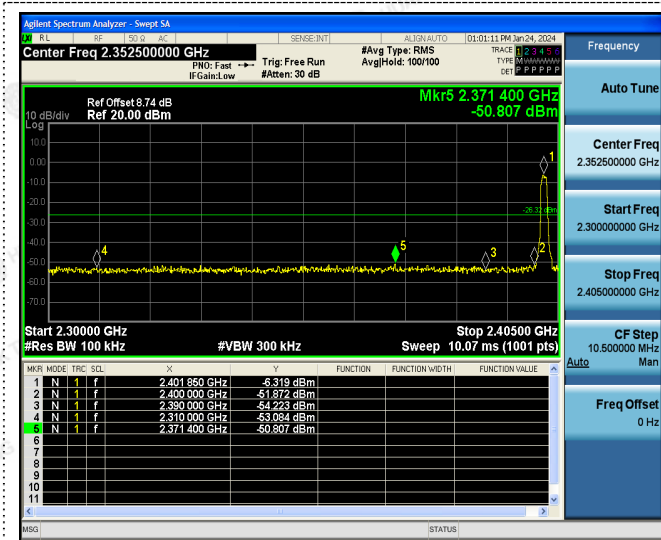 Agilent Spectrum Analyzer - Swept SA
LXI RL RF 50 Ω AC SENSE:INT ALIGN AUTO 01:01:11 PM Jan 24, 2024
Center Freq 2.352500000 GHz
PNO: Fast
IFGain:Low
Trig: Free Run
#Atten: 30 dB
#Avg Type: RMS
Avg|Hold: 100/100
TRACE 1 2 3 4 5 6
TYPE M
DET P P P P P P
Mkr5 2.371 400 GHz
-50.807 dBm
Ref Offset 8.74 dB
10 dB/div Ref 20.00 dBm
Log
10.0
0.00
-10.0
-20.0
-30.0
-40.0
-50.0
-60.0
-70.0
1
-26.32 dBm
4
5
3
2
Start 2.30000 GHz
Stop 2.40500 GHz
#Res BW 100 kHz
#VBW 300 kHz
Sweep 10.07 ms (1001 pts)
MKR MODE TRC SCL X Y FUNCTION FUNCTION WIDTH FUNCTION VALUE
1 N 1 f 2.401 850 GHz -6.319 dBm
2 N 1 f 2.400 000 GHz -51.872 dBm
3 N 1 f 2.390 000 GHz -54.223 dBm
4 N 1 f 2.310 000 GHz -53.084 dBm
5 N 1 f 2.371 400 GHz -50.807 dBm
6
7
8
9
10
11
MSG
STATUS
Frequency
Auto Tune
Center Freq
2.352500000 GHz
Start Freq
2.300000000 GHz
Stop Freq
2.405000000 GHz
CF Step
10.500000 MHz
Auto Man
Freq Offset
0 Hz